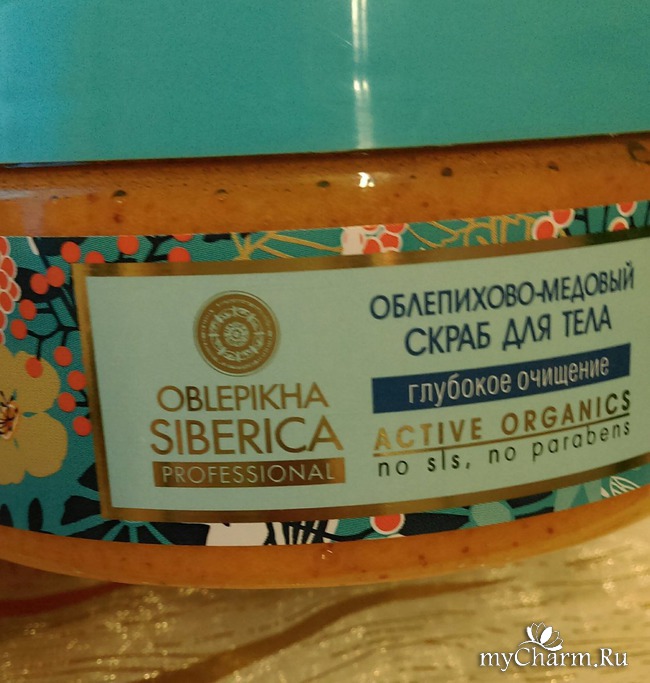 OBLEPIKHA
SIBERICA
PROFESSIONAL
ОБЛЕПИХОВО-МЕДОВЫЙ
СКРАБ ДЛЯ ТЕЛА
глубокое очищение
ACTIVE ORGANICS
no sls, no parabens
myCharm.Ru